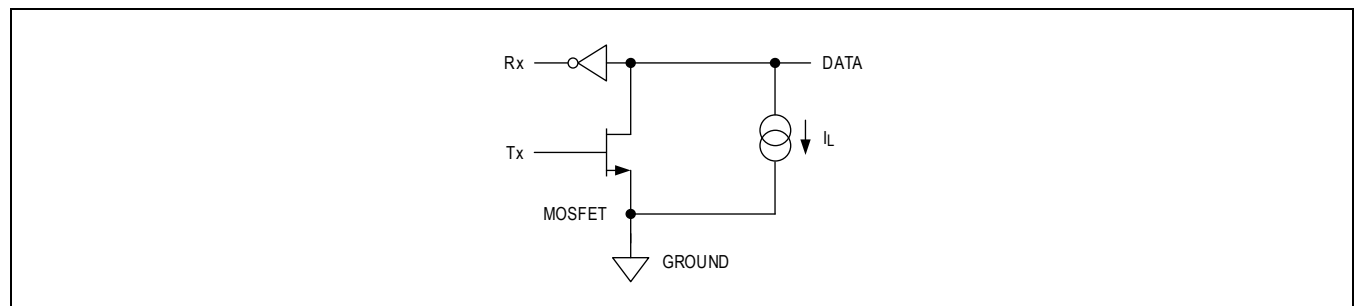 Rx
DATA
IL
Tx
MOSFET
GROUND